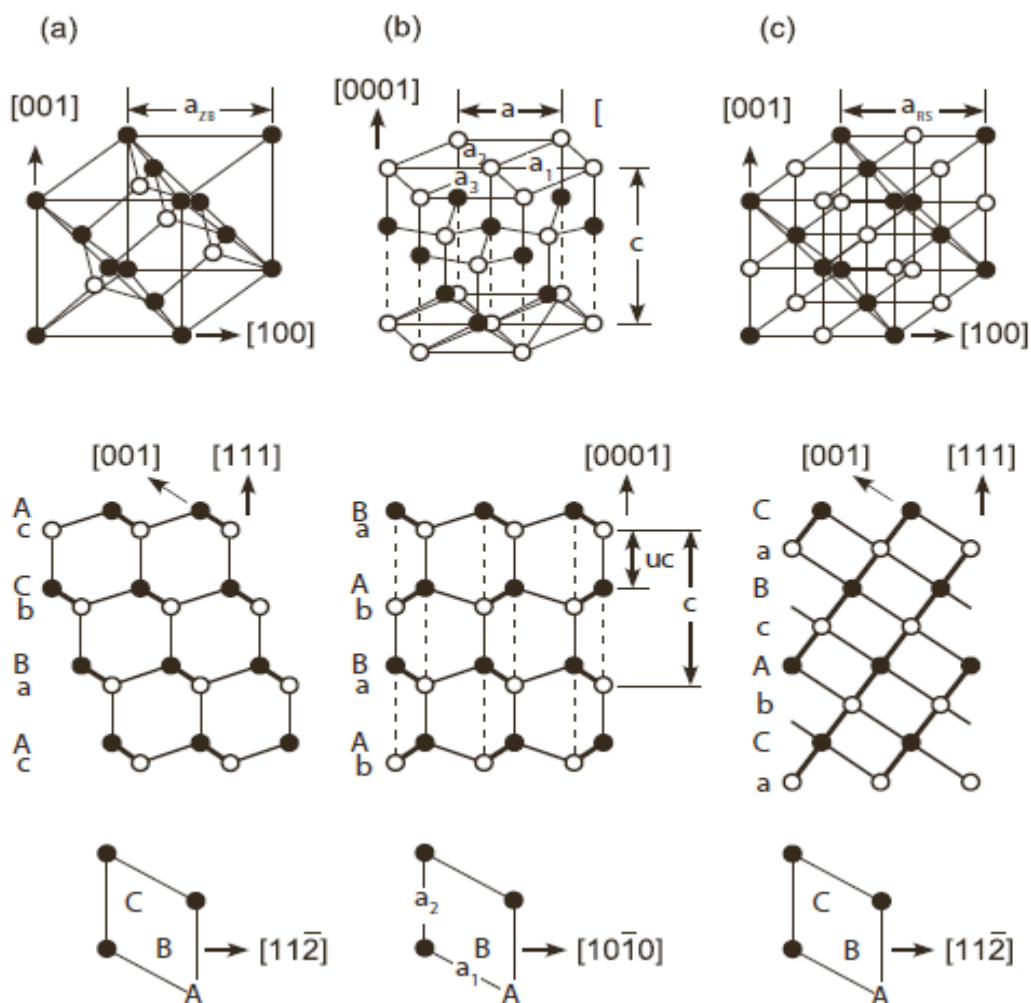 (a) (b) (c)
[001] a_ZB [0001] a [ [001] a_RS
a_2 a_1
a_3
c
[100] [100]
[001] [111] [0001] [001] [111]
A B C
c a a
uc
C A B
b b c
c
B B A
a a b
A A C
c b a
C C
a_2
B [112̅] B [101̅0] B [112̅]
a_1
A A A